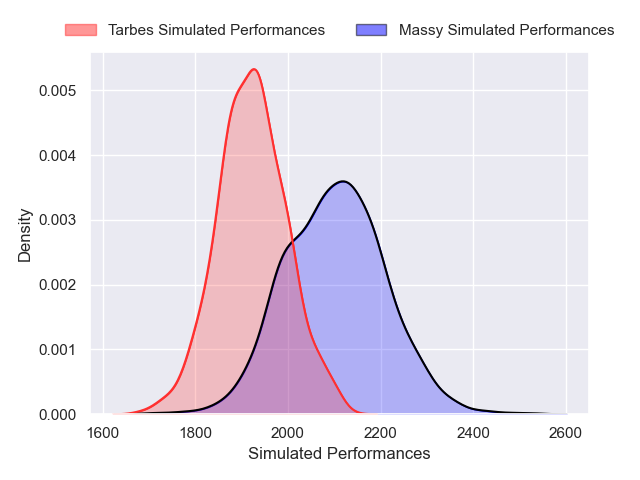 Tarbes Simulated Performances Massy Simulated Performances
0.005
0.004
0.003
0.002
0.001
0.000
Density
1600 1800 2000 2200 2400 2600
Simulated Performances